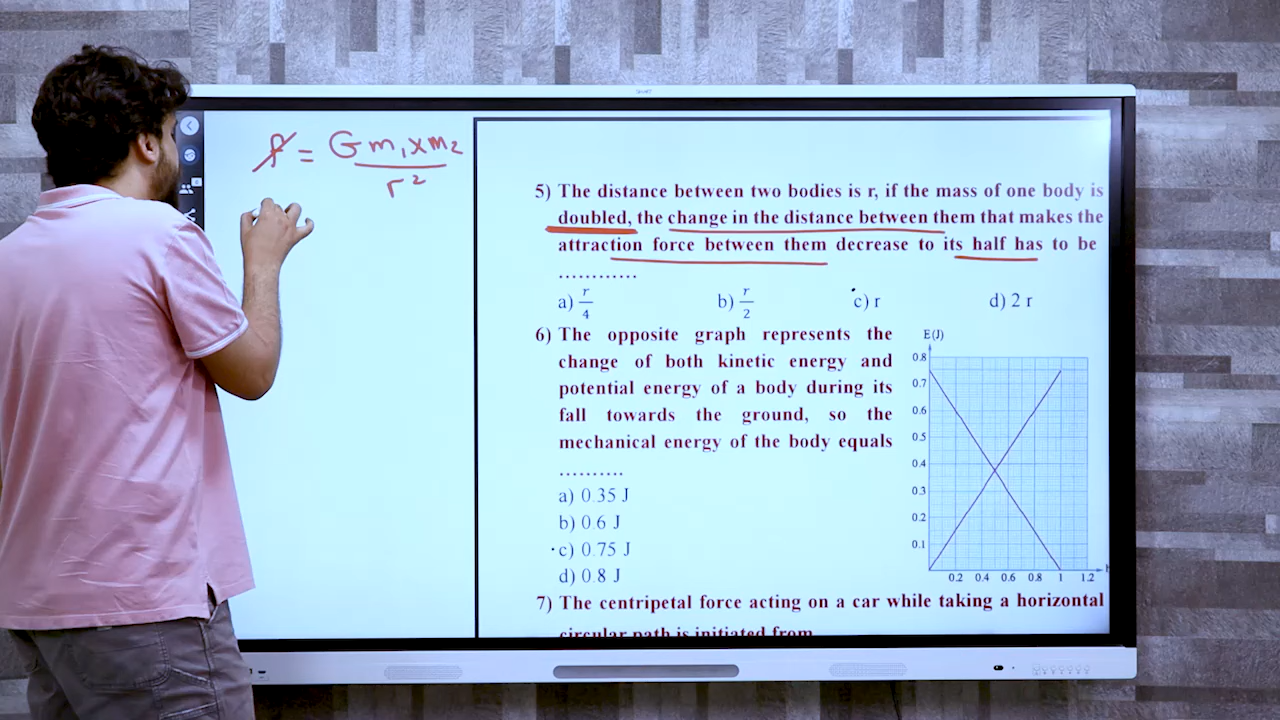 f = G m₁ x m₂
r²
5) The distance between two bodies is r, if the mass of one body is
doubled, the change in the distance between them that makes the
attraction force between them decrease to its half has to be
............
a) r/4 b) r/2 c) r d) 2 r
6) The opposite graph represents the
change of both kinetic energy and
potential energy of a body during its
fall towards the ground, so the
mechanical energy of the body equals
..........
a) 0.35 J
b) 0.6 J
c) 0.75 J
d) 0.8 J
E(J)
0.8
0.7
0.6
0.5
0.4
0.3
0.2
0.1
0.2 0.4 0.6 0.8 1 1.2
7) The centripetal force acting on a car while taking a horizontal
circular path is initiated from